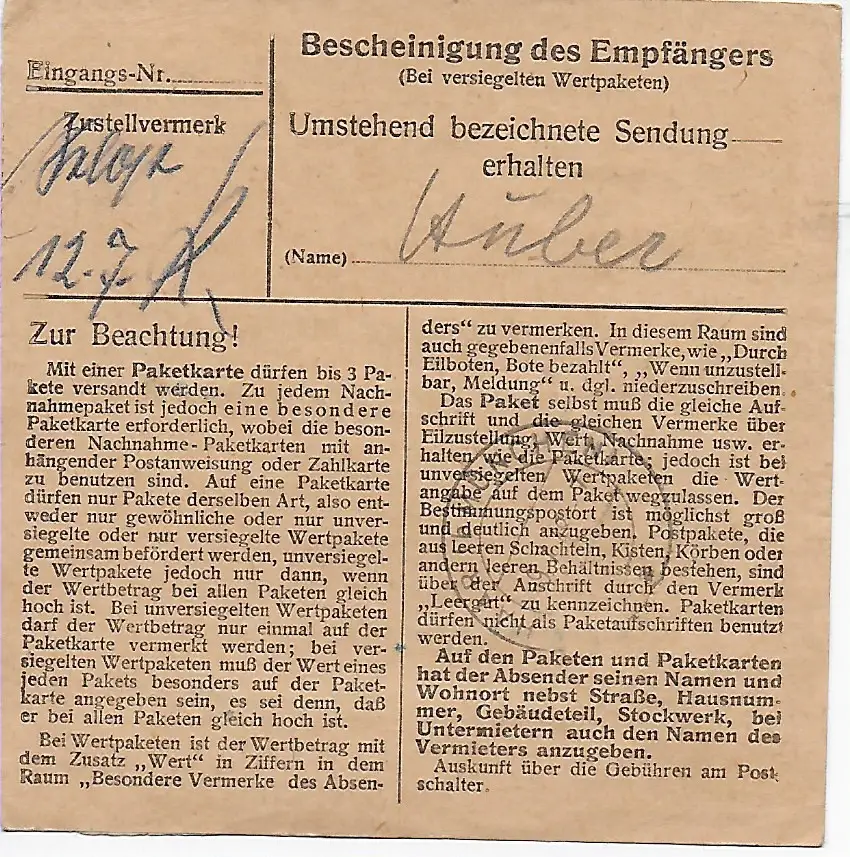 Eingangs-Nr.
Zustellvermerk
12.7.
Bescheinigung des Empfängers
(Bei versiegelten Wertpaketen)
Umstehend bezeichnete Sendung
erhalten
Huber
(Name)
Zur Beachtung!
Mit einer Paketkarte dürfen bis 3 Pa-
kete versandt werden. Zu jedem Nach-
nahmepaket ist jedoch eine besondere
Paketkarte erforderlich, wobei die beson-
deren Nachnahme-Paketkarten mit an-
hängender Postanweisung oder Zahlkarte
zu benutzen sind. Auf eine Paketkarte
dürfen nur Pakete derselben Art, also ent-
weder nur gewöhnliche oder nur unver-
siegelte oder nur versiegelte Wertpakete
gemeinsam befördert werden, unversiegel-
te Wertpakete jedoch nur dann, wenn
der Wertbetrag bei allen Paketen gleich
hoch ist. Bei unversiegelten Wertpaketen
darf der Wertbetrag nur einmal auf der
Paketkarte vermerkt werden; bei ver-
siegelten Wertpaketen muß der Wert eines
jeden Pakets besonders auf der Paket-
karte angegeben sein, es sei denn, daß
er bei allen Paketen gleich hoch ist.
Bei Wertpaketen ist der Wertbetrag mit
dem Zusatz „Wert“ in Ziffern in dem
Raum „Besondere Vermerke des Absen-
ders“ zu vermerken. In diesem Raum sind
auch gegebenenfalls Vermerke, wie „Durch
Eilboten, Bote bezahlt“, „Wenn unzustell-
bar, Meldung“ u. dgl. niederzuschreiben.
Das Paket selbst muß die gleiche Auf-
schrift und die gleichen Vermerke über
Eilzustellung, Wert, Nachnahme usw. er-
halten wie die Paketkarte; jedoch ist bei
unversiegelten Wertpaketen die Wert-
angabe auf dem Paket wegzulassen. Der
Bestimmungspostort ist möglichst groß
und deutlich anzugeben. Postpakete, die
aus leeren Schachteln, Kisten, Körben oder
andern leeren Behältnissen bestehen, sind
über der Anschrift durch den Vermerk
„Leergut“ zu kennzeichnen. Paketkarten
dürfen nicht als Paketaufschriften benutzt
werden.
Auf den Paketen und Paketkarten
hat der Absender seinen Namen und
Wohnort nebst Straße, Hausnum-
mer, Gebäudeteil, Stockwerk, bei
Untermietern auch den Namen des
Vermieters anzugeben.
Auskunft über die Gebühren am Post-
schalter.